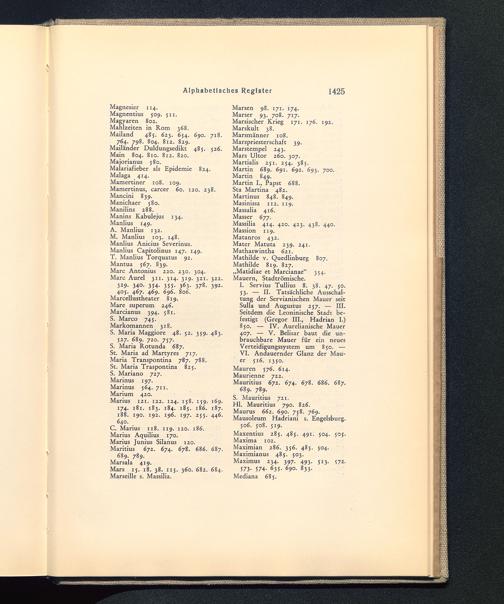 Alphabetisches Register 1425
Magnesier 114.
Magnentius 509. 511.
Magyaren 802.
Mahlzeiten in Rom 368.
Mailand 485. 623. 634. 690. 718.
764. 798. 804. 812. 829.
Mailänder Duldungsedikt 485. 526.
Main 804. 810. 812. 820.
Majorianus 580.
Malariafieber als Epidemie 824.
Malaga 414.
Mamertiner 108. 109.
Mamertinus, carcer 60. 120. 238.
Mancini 839.
Manichaer 580.
Manilius 288.
Manius Kabulejus 134.
Manlius 149.
A. Manlius 132.
M. Manlius 103. 148.
Manlius Anicius Severinus.
Manlius Capitolinus 147. 149.
T. Manlius Torquatus 92.
Mantua 567. 839.
Marc Antonius 220. 230. 304.
Marc Aurel 311. 314. 319. 321. 322.
329. 340. 354. 355. 363. 378. 392.
405. 467. 469. 696. 806.
Marcellustheater 819.
Mare superum 246.
Marcianus 394. 581.
S. Marco 745.
Markomannen 318.
S. Maria Maggiore 48. 52. 359. 483.
527. 689. 720. 757.
S. Maria Rotunda 687.
St. Maria ad Martyres 717.
Maria Transpontina 787. 788.
St. Maria Traspontina 825.
S. Mariano 727.
Marinus 197.
Marinus 564. 711.
Marium 420.
Marius 121. 122. 124. 158. 159. 169.
174. 181. 183. 184. 185. 186. 187.
188. 190. 192. 196. 197. 255. 446.
640.
C. Marius 118. 119. 120. 186.
Marius Aquilius 170.
Marius Junius Silanus 120.
Maritius 672. 674. 678. 686. 687.
689. 789.
Marsala 419.
Mars 15. 18. 38. 115. 360. 682. 684.
Marseille s. Massilia.
Marsen 98. 171. 174.
Marser 93. 708. 717.
Marsischer Krieg 171. 176. 192.
Marskult 38.
Marsmänner 108.
Marspriesterschaft 39.
Marstempel 243.
Mars Ultor 260. 307.
Martialis 251. 254. 385.
Martin 689. 691. 692. 693. 700.
Martin 849.
Martin I., Papst 688.
Sta Martina 482.
Martinus 848. 849.
Masinissa 112. 119.
Massalia 416.
Masser 677.
Massilia 414. 420. 423. 438. 440.
Massion 119.
Matanros 432.
Mater Matuta 239. 241.
Mathaswintha 621.
Mathilde v. Quedlinburg 807.
Mathilde 819. 827.
„Matidiae et Marcianae“ 354.
Mauern, Stadtrömische.
I. Servius Tullius 8. 38. 47. 50.
53. — II. Tatsächliche Ausschal-
tung der Servianischen Mauer seit
Sulla und Augustus 257. — III.
Seitdem die Leoninische Stadt be-
festigt (Gregor III., Hadrian I.)
850. — IV. Aurelianische Mauer
407. — V. Belisar baut die un-
brauchbare Mauer für ein neues
Verteidigungssystem um 850. —
VI. Andauernder Glanz der Mau-
er 516. 1350.
Mauren 576. 614.
Maurienne 722.
Mauritius 672. 674. 678. 686. 687.
689. 789.
S. Mauritius 721.
Hl. Mauritius 790. 826.
Maurus 662. 690. 758. 769.
Mausoleum Hadriani s. Engelsburg.
506. 508. 519.
Maxentius 285. 485. 491. 504. 505.
Maxima 102.
Maximian 286. 356. 483. 504.
Maximianus 485. 503.
Maximus 234. 397. 493. 523. 572.
573. 574. 635. 690. 833.
Mediana 685.